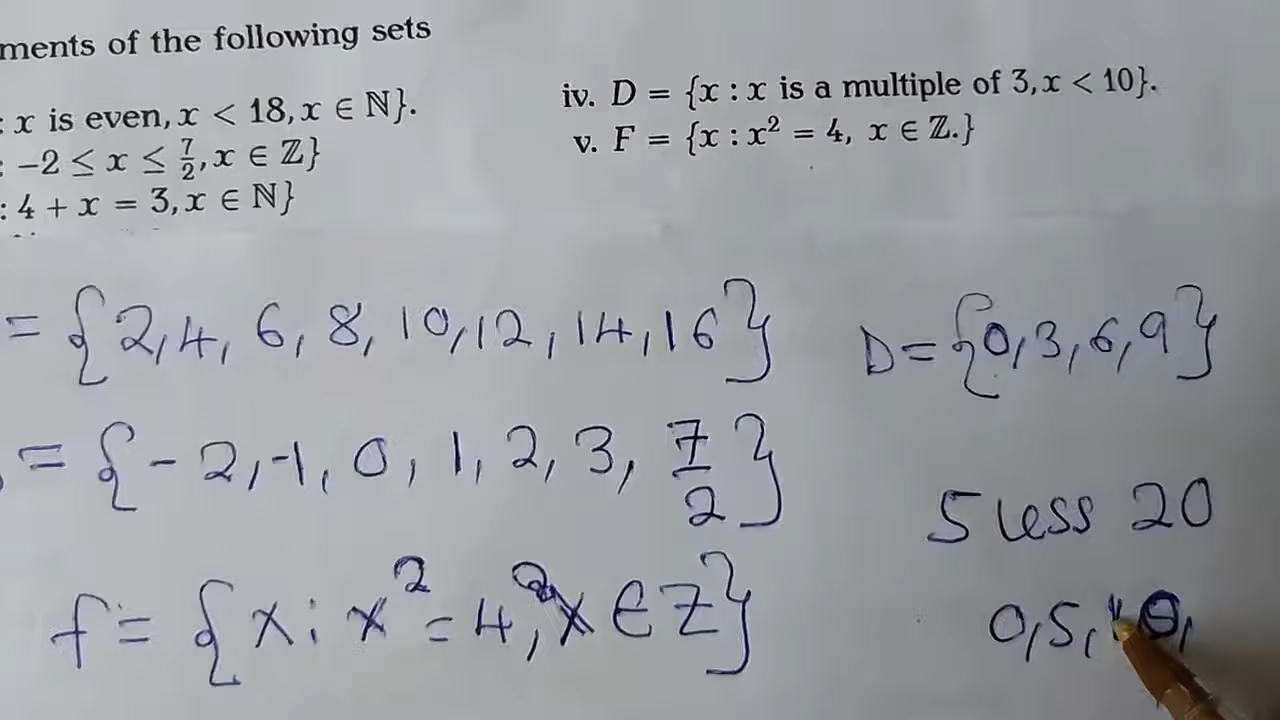 ments of the following sets
: x is even, x < 18, x ∈ ℕ}.
: −2 ≤ x ≤ 7/2, x ∈ ℤ}
: 4 + x = 3, x ∈ ℕ}
iv. D = {x : x is a multiple of 3, x < 10}.
v. F = {x : x² = 4, x ∈ ℤ.}
= {2, 4, 6, 8, 10, 12, 14, 16}
= {-2, -1, 0, 1, 2, 3, 7/2}
f = {x : x² = 4, x ∈ Z}
D = {0, 3, 6, 9}
5 less 20
0, 5, 10,